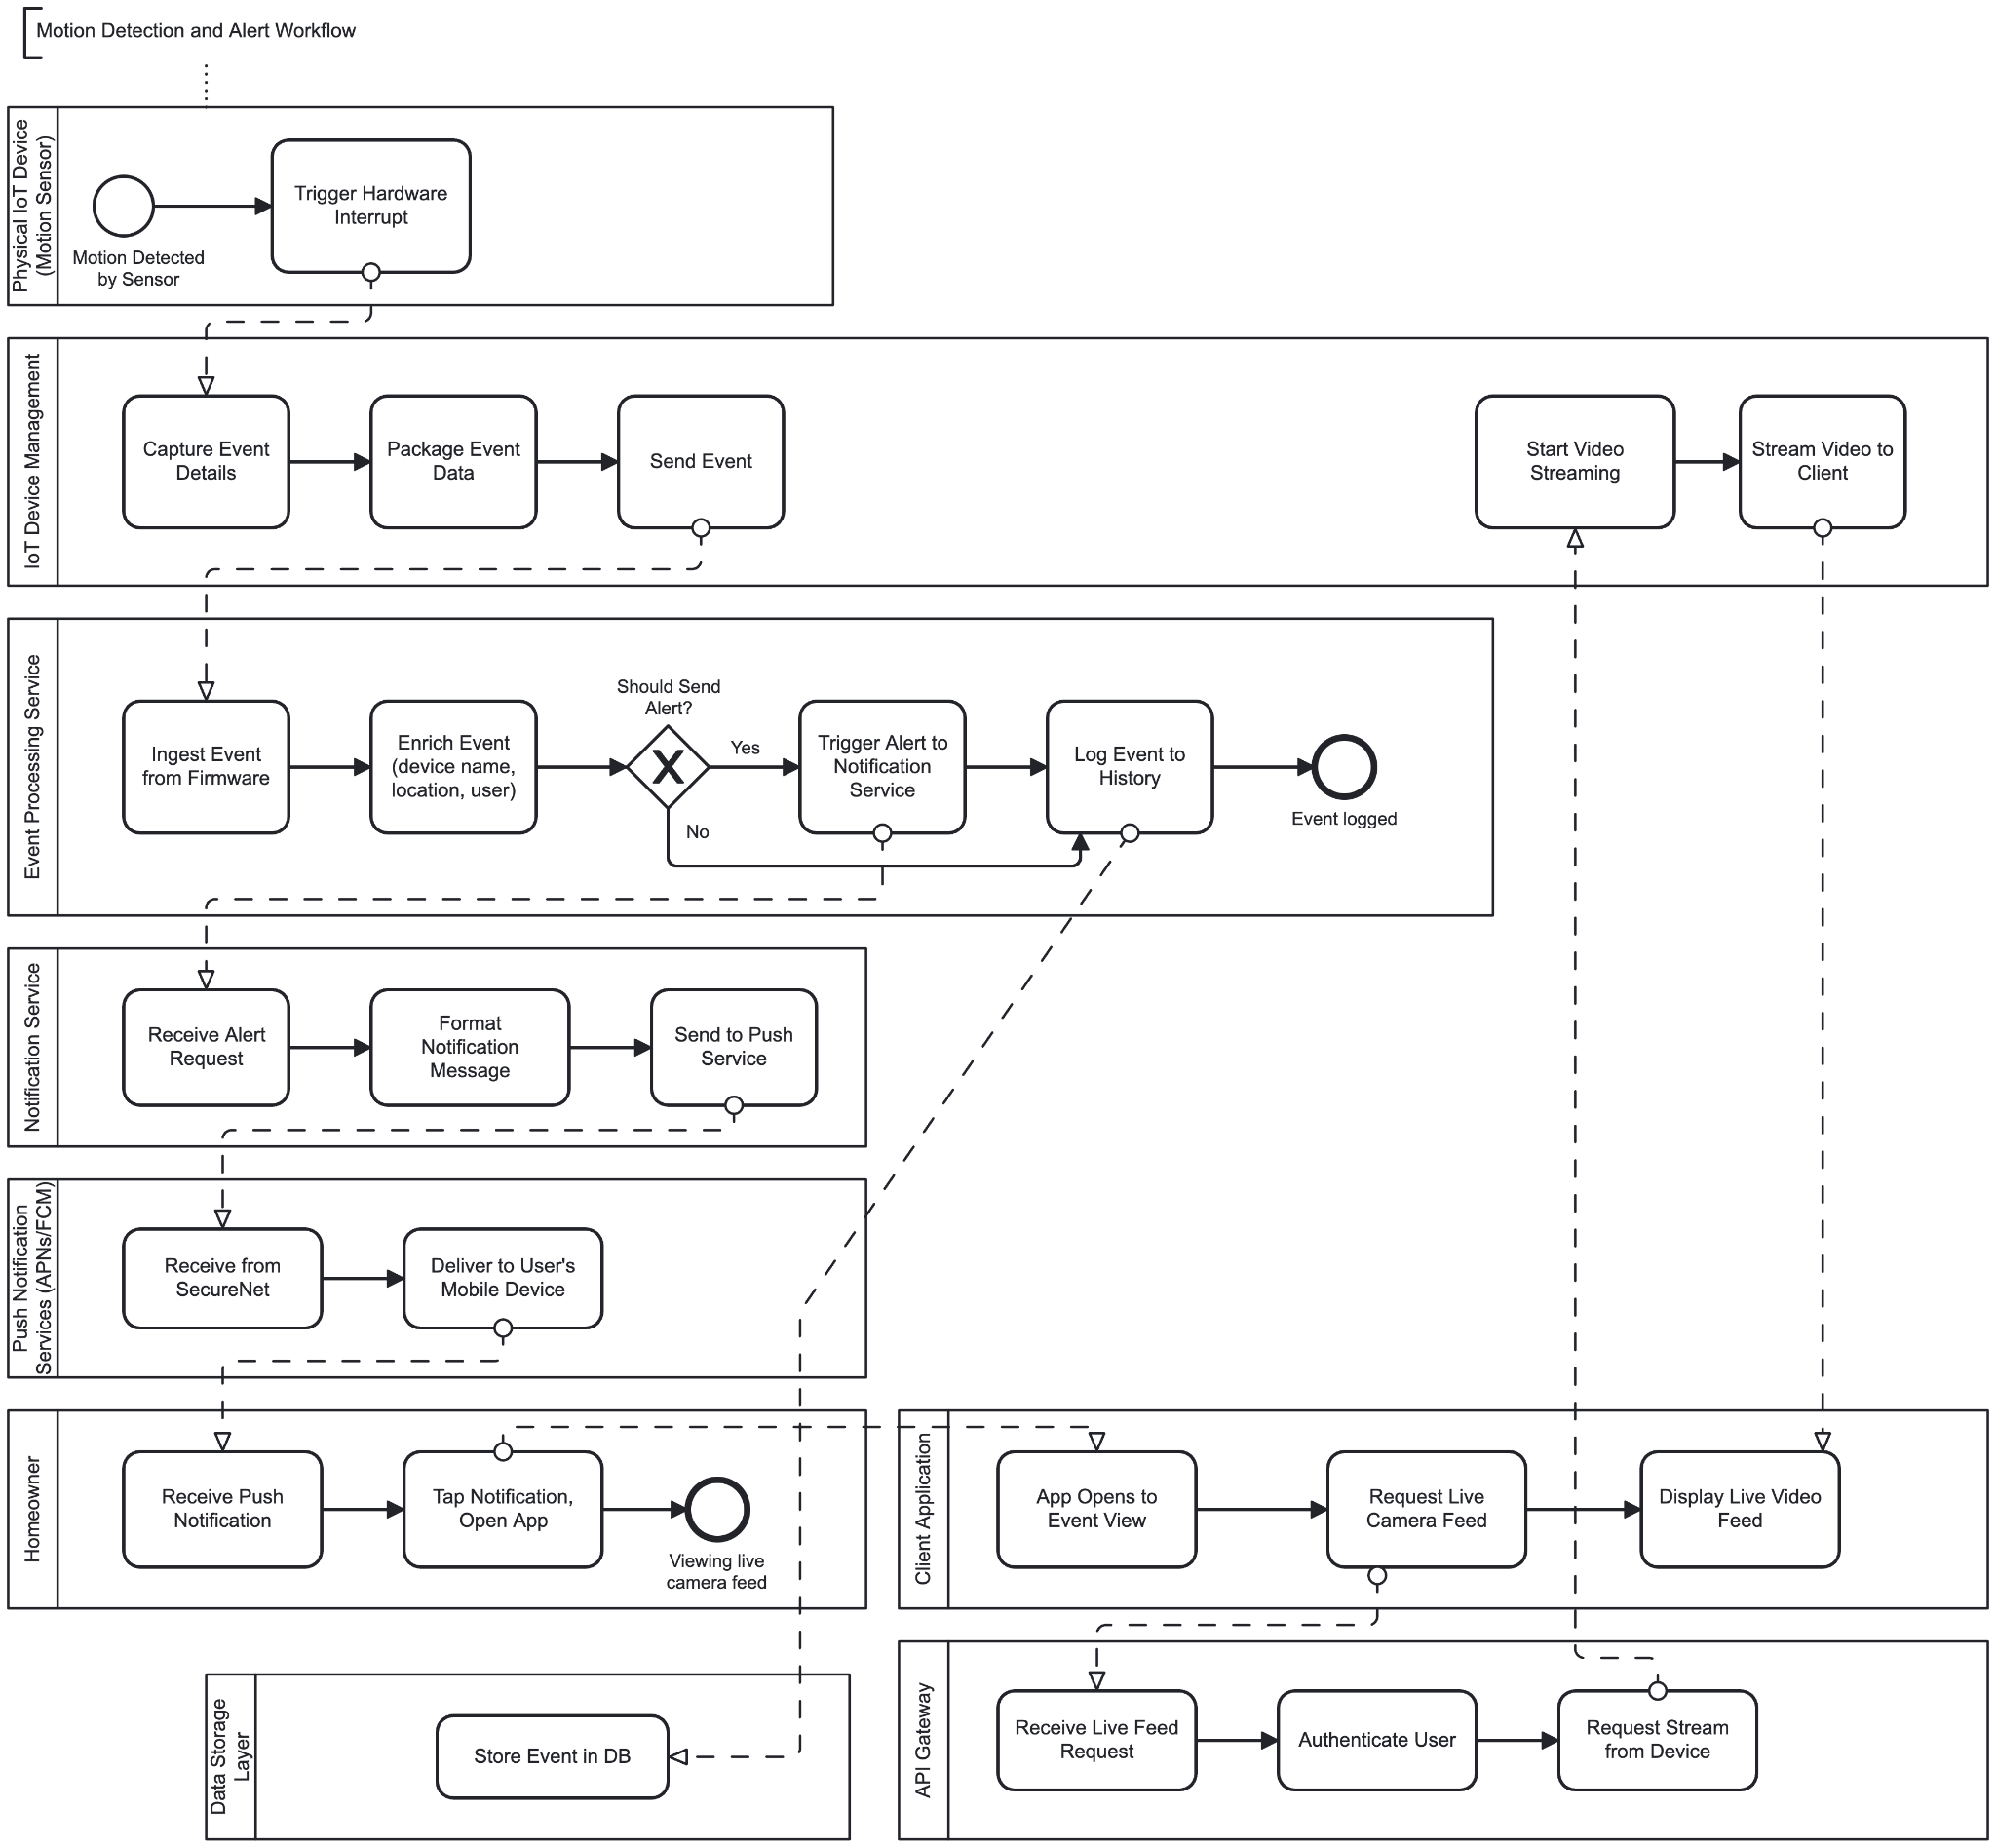 Motion Detection and Alert Workflow
Physical IoT Device
(Motion Sensor)
Motion Detected
by Sensor
Trigger Hardware
Interrupt
IoT Device Management
Capture Event
Details
Package Event
Data
Send Event
Start Video
Streaming
Stream Video to
Client
Event Processing Service
Ingest Event
from Firmware
Enrich Event
(device name,
location, user)
Should Send
Alert?
X
Yes
No
Trigger Alert to
Notification
Service
Log Event to
History
Event logged
Notification Service
Receive Alert
Request
Format
Notification
Message
Send to Push
Service
Push Notification
Services (APNs/FCM)
Receive from
SecureNet
Deliver to User's
Mobile Device
Homeowner
Receive Push
Notification
Tap Notification,
Open App
Viewing live
camera feed
Client Application
App Opens to
Event View
Request Live
Camera Feed
Display Live Video
Feed
Data Storage
Layer
Store Event in DB
API Gateway
Receive Live Feed
Request
Authenticate User
Request Stream
from Device